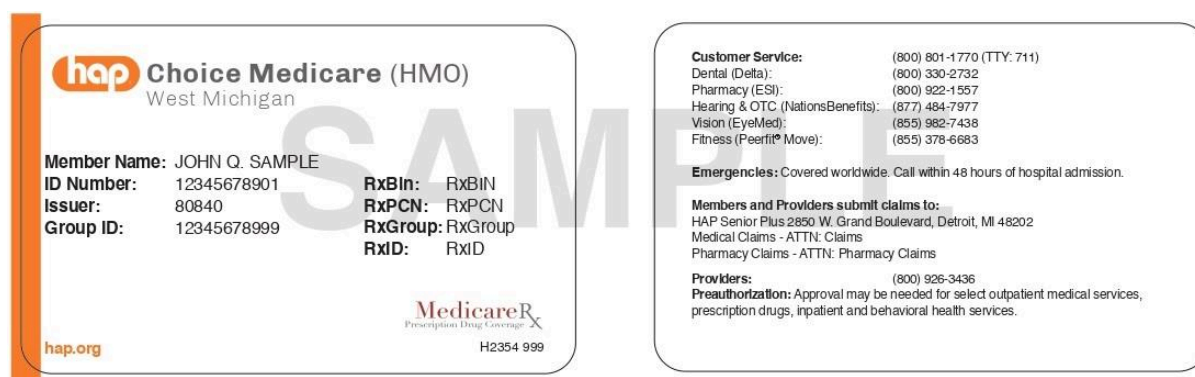 hap Choice Medicare (HMO)
West Michigan
Member Name: JOHN Q. SAMPLE
ID Number: 12345678901
Issuer: 80840
Group ID: 12345678999
RxBin: RxBIN
RxPCN: RxPCN
RxGroup: RxGroup
RxID: RxID
MedicareRx
Prescription Drug Coverage
hap.org
H2354 999
SAMPLE
Customer Service: (800) 801-1770 (TTY: 711)
Dental (Delta): (800) 330-2732
Pharmacy (ESI): (800) 922-1557
Hearing & OTC (NationsBenefits): (877) 484-7977
Vision (EyeMed): (855) 982-7438
Fitness (Peerfit® Move): (855) 378-6683
Emergencies: Covered worldwide. Call within 48 hours of hospital admission.
Members and Providers submit claims to:
HAP Senior Plus 2850 W. Grand Boulevard, Detroit, MI 48202
Medical Claims - ATTN: Claims
Pharmacy Claims - ATTN: Pharmacy Claims
Providers: (800) 926-3436
Preauthorization: Approval may be needed for select outpatient medical services,
prescription drugs, inpatient and behavioral health services.